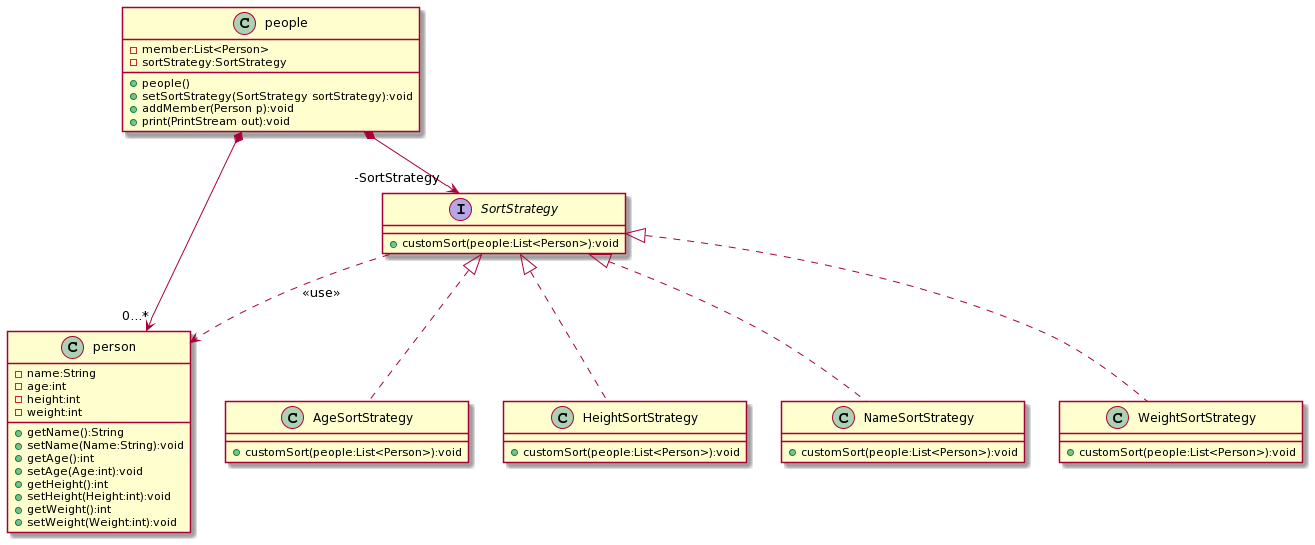 C people
member:List<Person>
sortStrategy:SortStrategy
people()
setSortStrategy(SortStrategy sortStrategy):void
addMember(Person p):void
print(PrintStream out):void
-SortStrategy
I SortStrategy
customSort(people:List<Person>):void
«use»
0...*
C person
name:String
age:int
height:int
weight:int
getName():String
setName(Name:String):void
getAge():int
setAge(Age:int):void
getHeight():int
setHeight(Height:int):void
getWeight():int
setWeight(Weight:int):void
C AgeSortStrategy
customSort(people:List<Person>):void
C HeightSortStrategy
customSort(people:List<Person>):void
C NameSortStrategy
customSort(people:List<Person>):void
C WeightSortStrategy
customSort(people:List<Person>):void